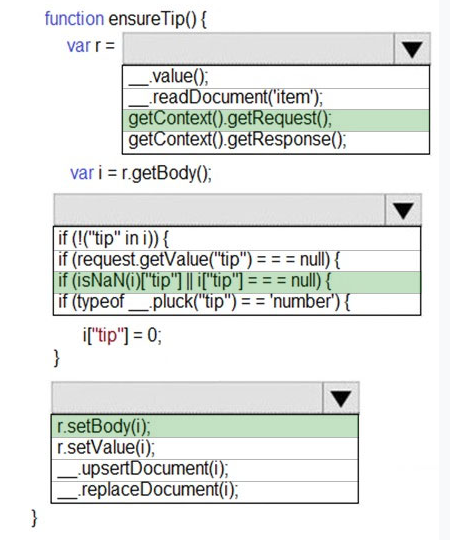 function ensureTip() {
var r =
__.value();
__.readDocument('item');
getContext().getRequest();
getContext().getResponse();
var i = r.getBody();
if (!("tip" in i)) {
if (request.getValue("tip") = = = null) {
if (isNaN(i)["tip"] || i["tip"] = = = null) {
if (typeof __.pluck("tip") = = 'number') {
i["tip"] = 0;
}
r.setBody(i);
r.setValue(i);
__.upsertDocument(i);
__.replaceDocument(i);
}